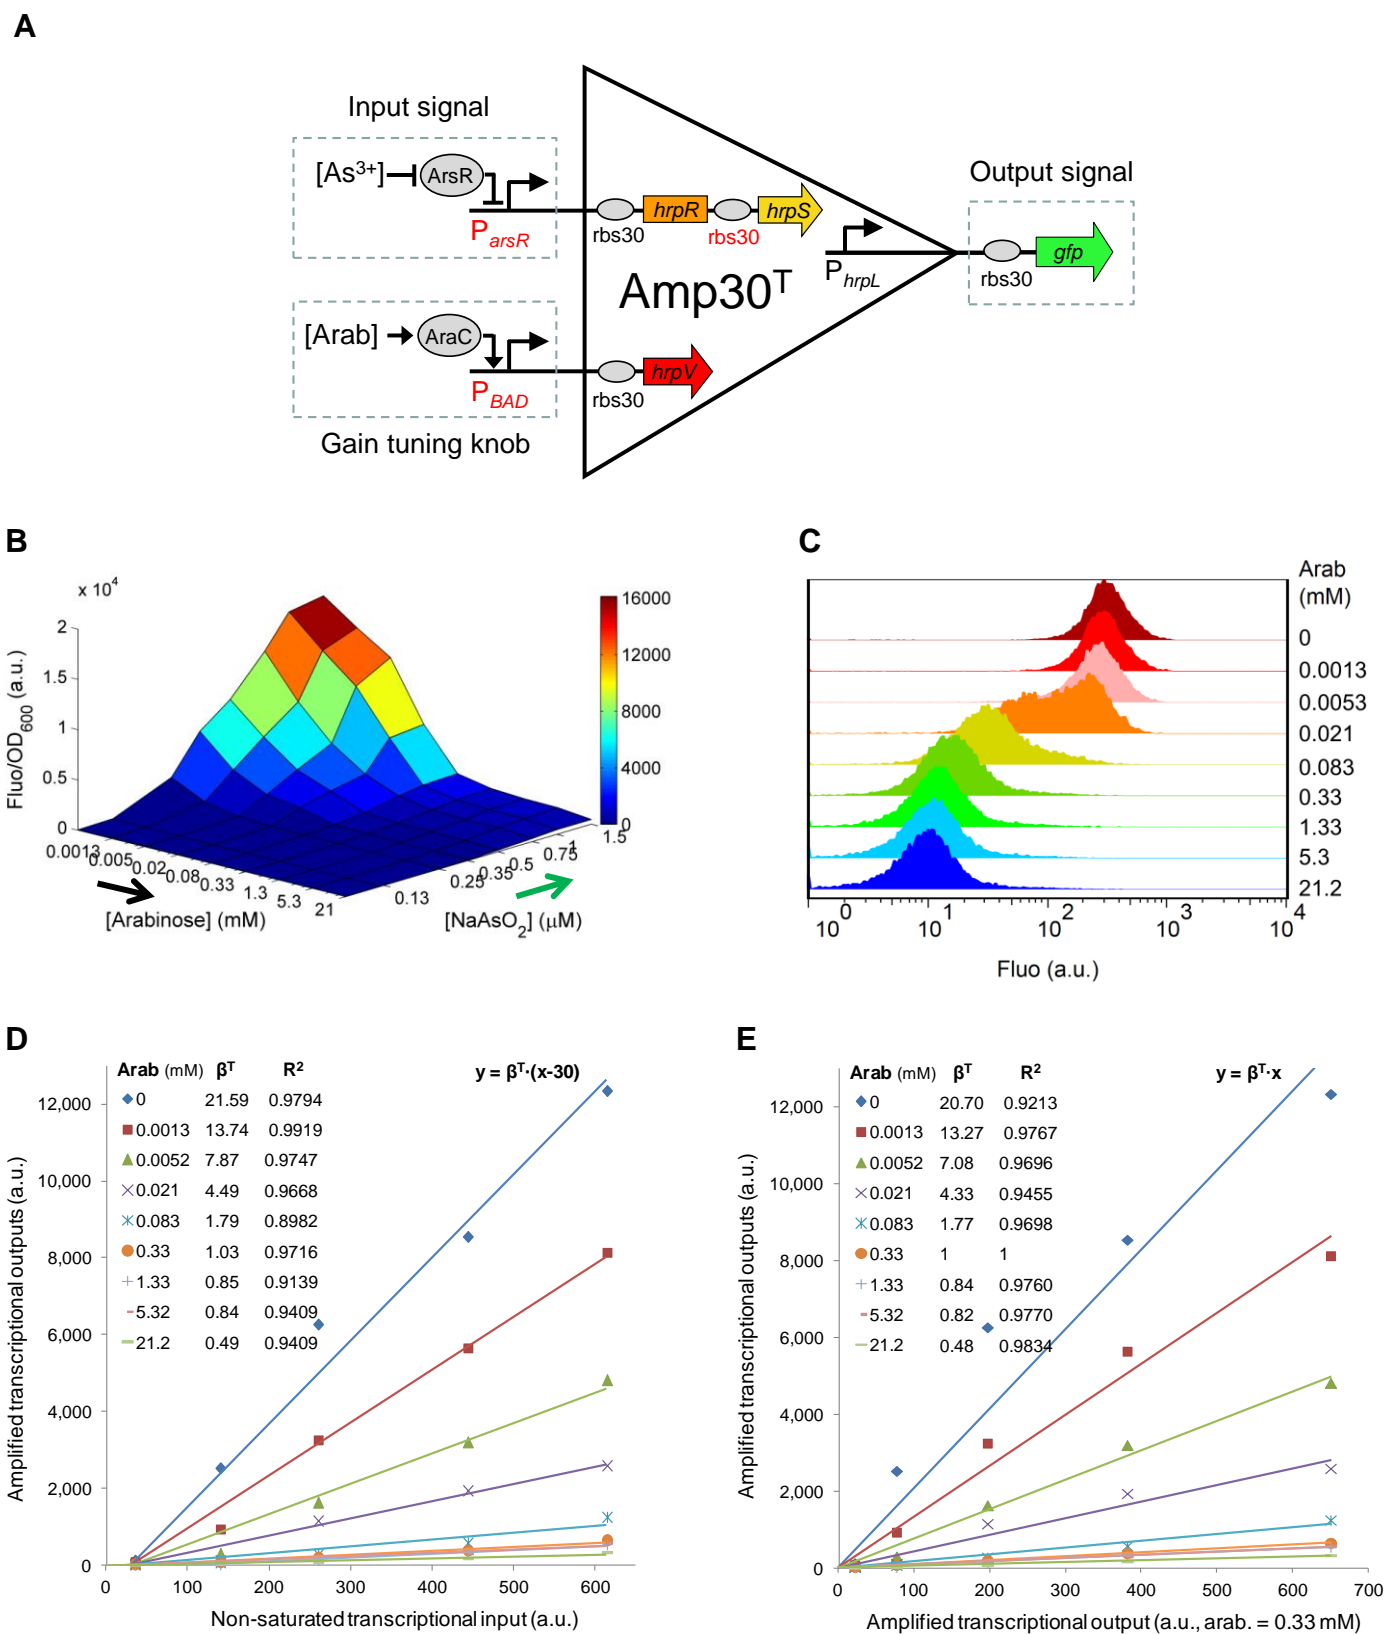 A
Input signal
[As3+]
ArsR
ParsR
rbs30
hrpR
rbs30
hrpS
PhrpL
Output signal
rbs30
gfp
Amp30T
[Arab]
AraC
PBAD
rbs30
hrpV
Gain tuning knob
B
x 10^4
Fluo/OD600 (a.u.)
2
1.5
1
0.5
0
0.0013
0.005
0.02
0.08
0.33
1.3
5.3
21
[Arabinose] (mM)
0.13
0.25
0.35
0.5
0.75
1
1.5
[NaAsO2] (μM)
16000
12000
8000
4000
0
C
Arab
(mM)
0
0.0013
0.0053
0.021
0.083
0.33
1.33
5.3
21.2
10^0 10^1 10^2 10^3 10^4
Fluo (a.u.)
D
Arab (mM) βT R2
0 21.59 0.9794
0.0013 13.74 0.9919
0.0052 7.87 0.9747
0.021 4.49 0.9668
0.083 1.79 0.8982
0.33 1.03 0.9716
1.33 0.85 0.9139
5.32 0.84 0.9409
21.2 0.49 0.9409
y = βT·(x-30)
Amplified transcriptional outputs (a.u.)
12,000
10,000
8,000
6,000
4,000
2,000
0
0 100 200 300 400 500 600
Non-saturated transcriptional input (a.u.)
E
Arab (mM) βT R2
0 20.70 0.9213
0.0013 13.27 0.9767
0.0052 7.08 0.9696
0.021 4.33 0.9455
0.083 1.77 0.9698
0.33 1 1
1.33 0.84 0.9760
5.32 0.82 0.9770
21.2 0.48 0.9834
y = βT·x
Amplified transcriptional outputs (a.u.)
12,000
10,000
8,000
6,000
4,000
2,000
0
0 100 200 300 400 500 600 700
Amplified transcriptional output (a.u., arab. = 0.33 mM)